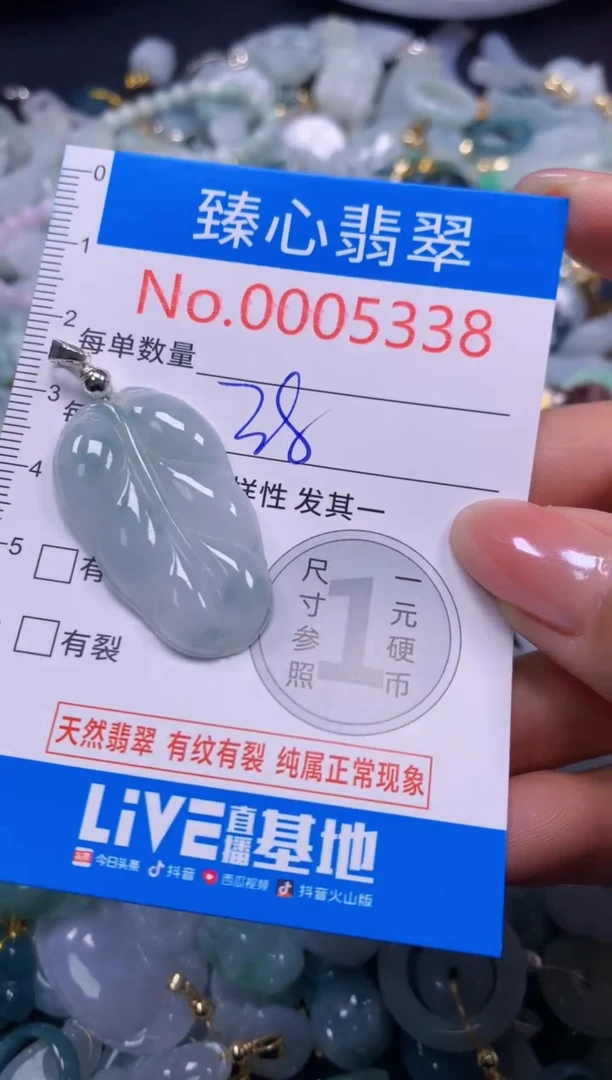 臻心翡翠
No.0005338
0
1
2
3
4
5
每单数量
38
样性 发其一
有
有裂
尺寸参照
一元硬币
1
天然翡翠 有纹有裂 纯属正常现象
LiVE直播基地
今日头条 抖音 西瓜视频 抖音火山版